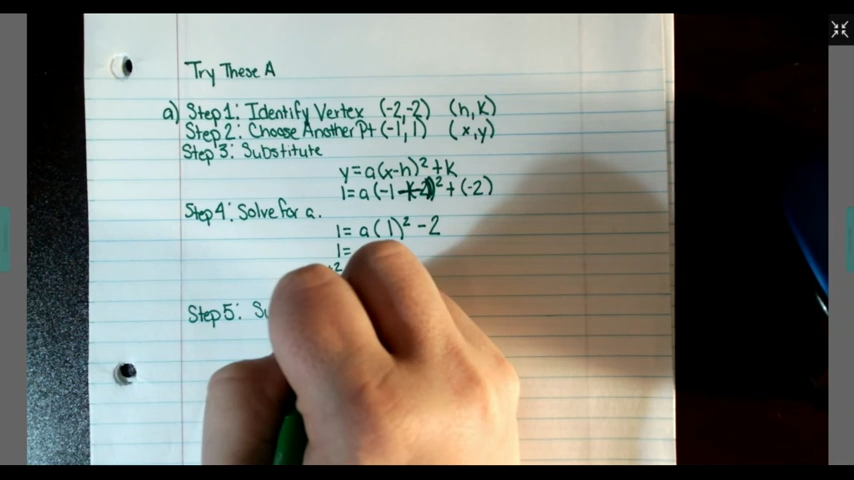 Try These A
a) Step 1: Identify Vertex (-2,-2) (h, k)
Step 2: Choose Another Pt (-1, 1) (x, y)
Step 3: Substitute
y = a(x-h)² + k
1 = a(-1 )² + (-2)
Step 4: Solve for a.
1 = a(1)² - 2
1 =
Step 5: